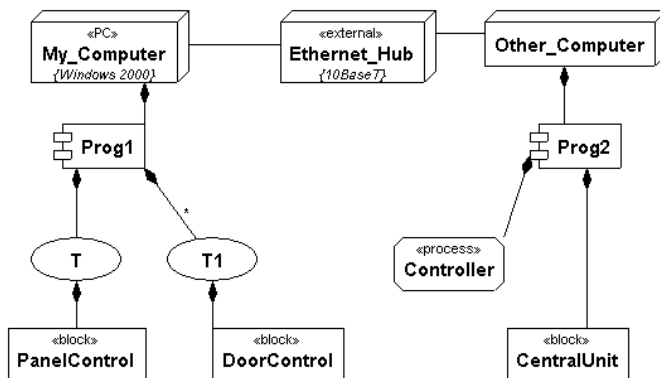 «PC»
My_Computer
{Windows 2000}
«external»
Ethernet_Hub
{10BaseT}
Other_Computer
Prog1
Prog2
*
T
T1
«process»
Controller
«block»
PanelControl
«block»
DoorControl
«block»
CentralUnit